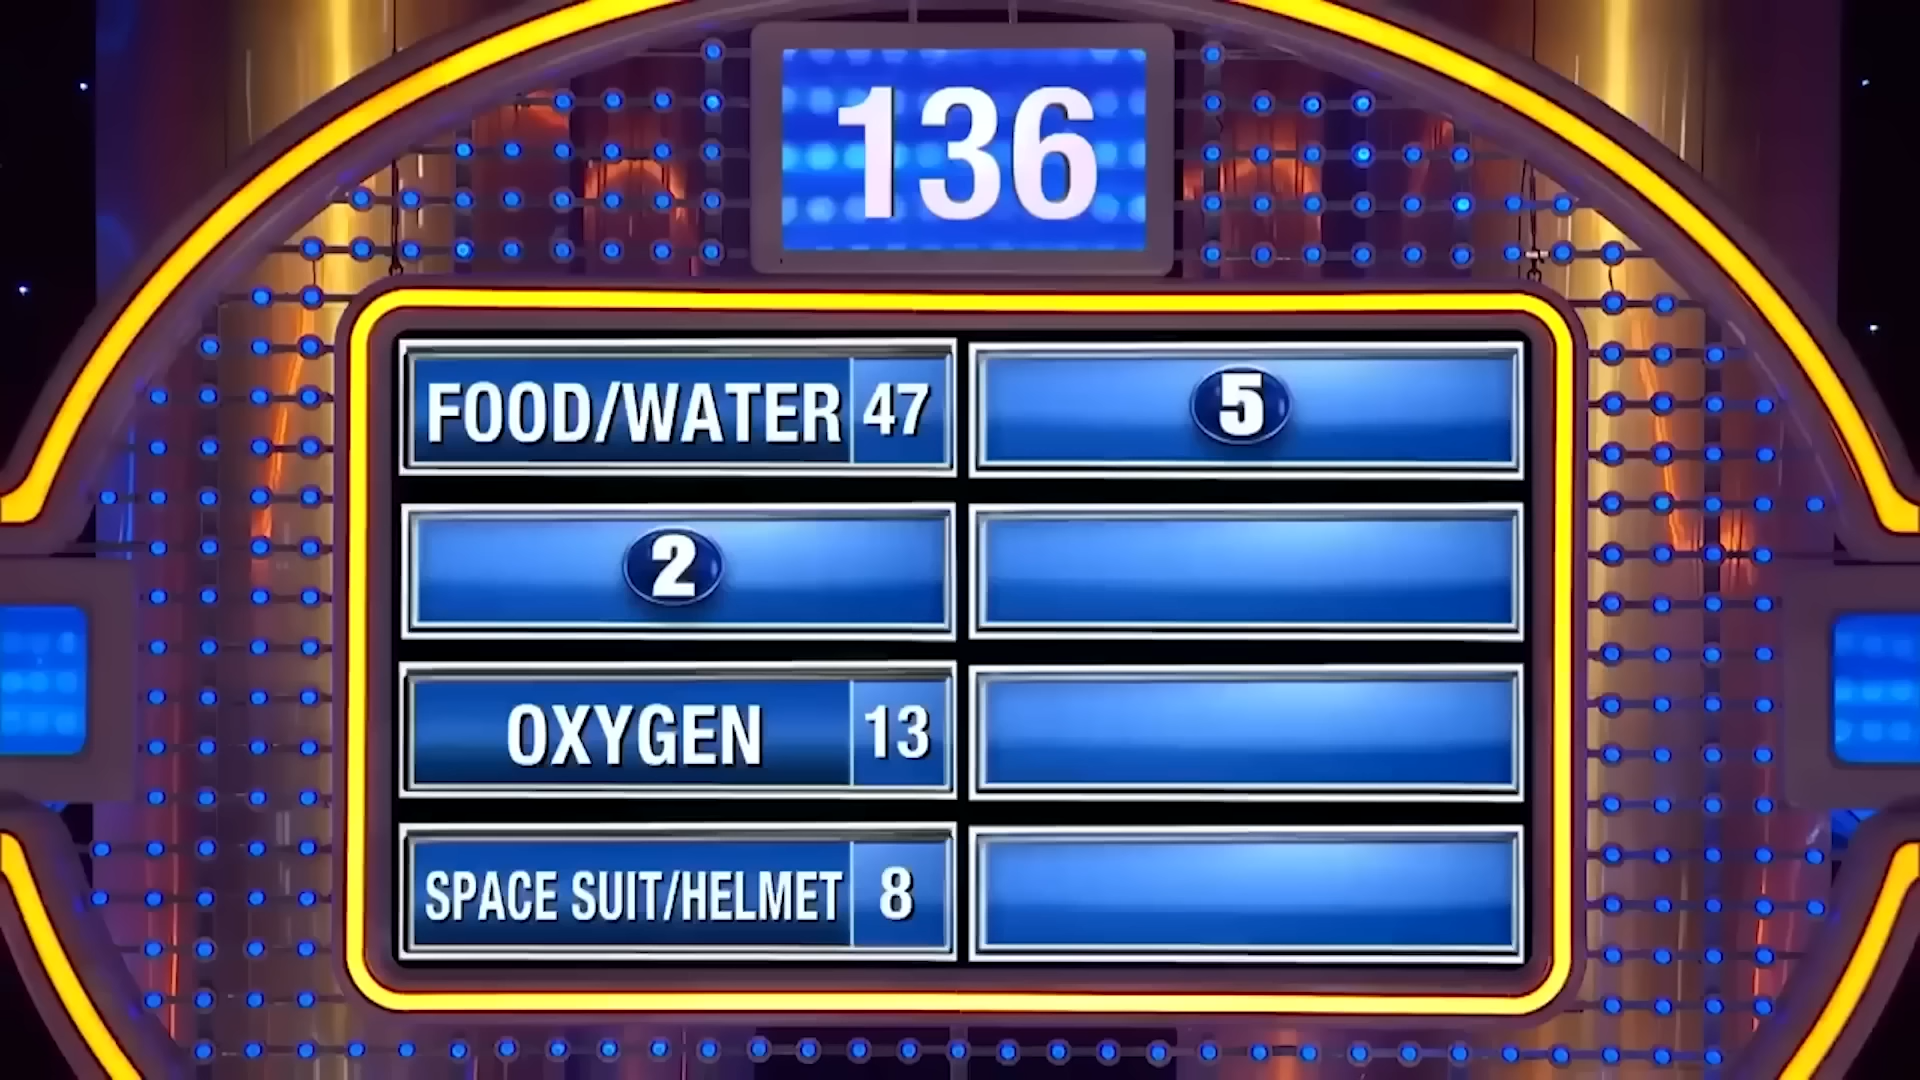 136
FOOD/WATER 47
5
2
OXYGEN 13
SPACE SUIT/HELMET 8